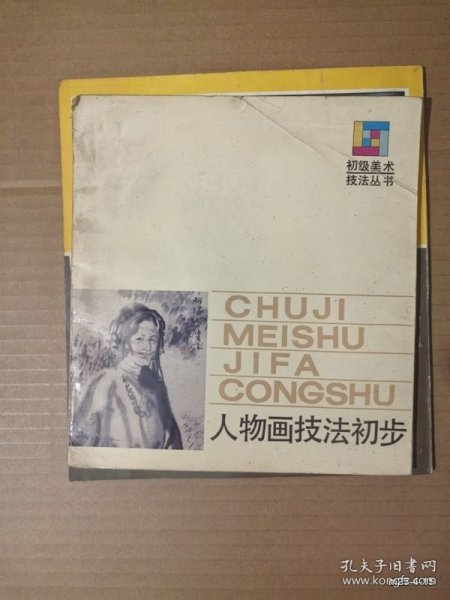 初级美术
技法丛书
CHUJI
MEISHU
JIFA
CONGSHU
人物画技法初步
孔夫子旧书网
www.kongfz.com